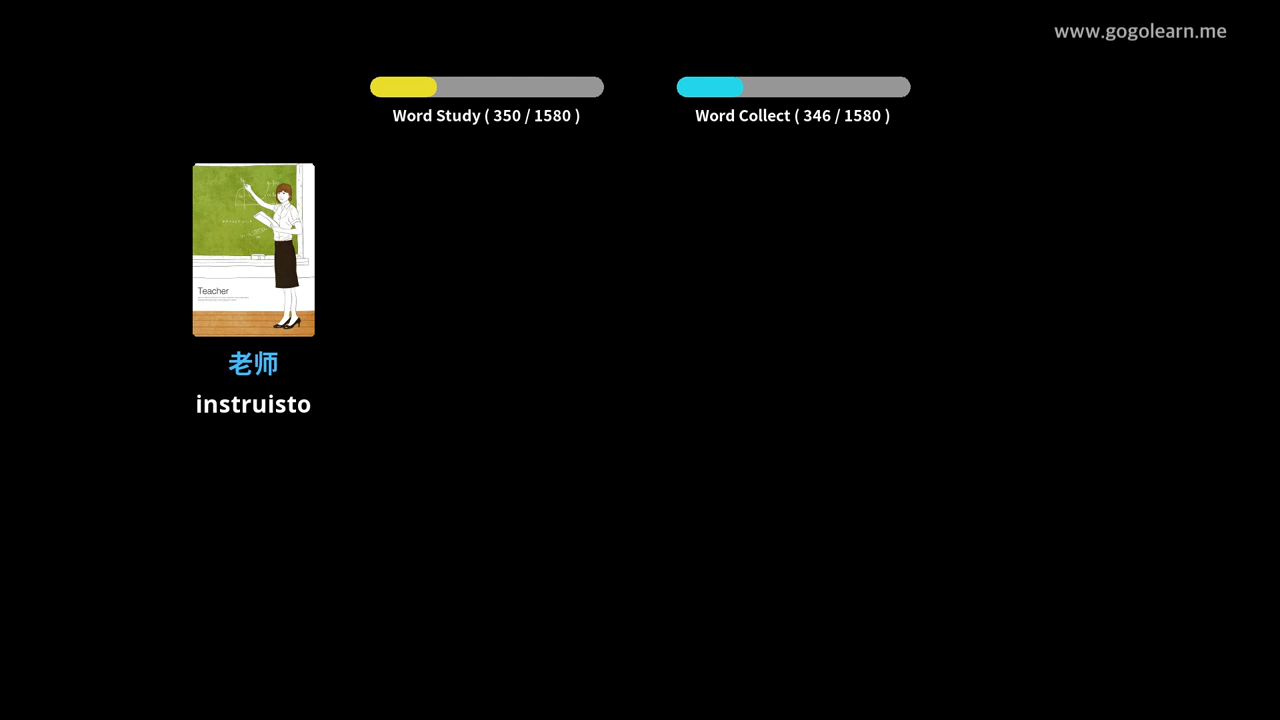 www.gogolearn.me
Word Study ( 350 / 1580 )
Word Collect ( 346 / 1580 )
Teacher
老师
instruisto